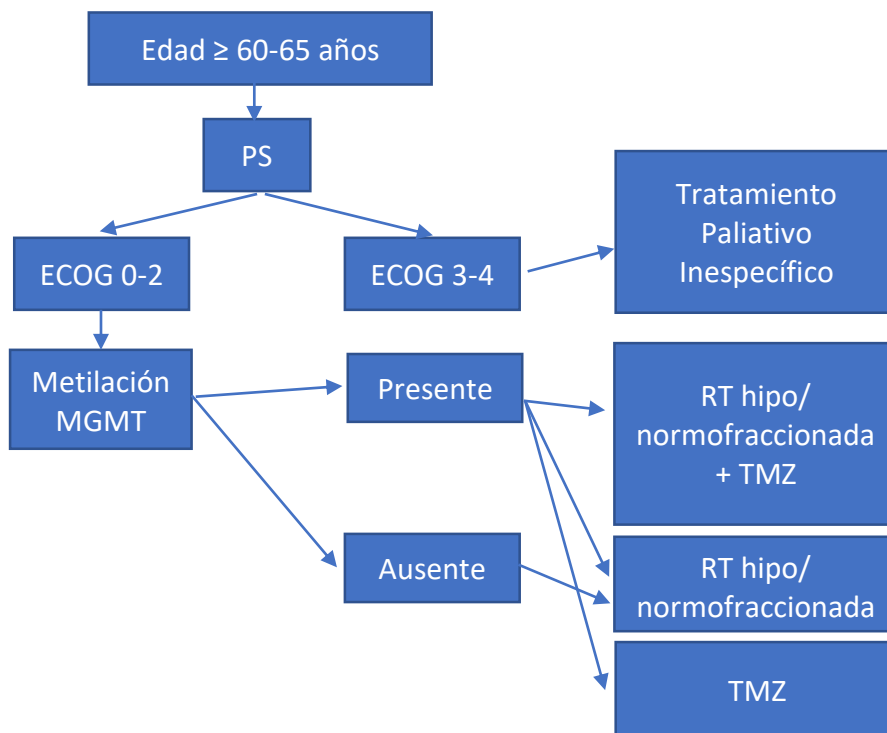 Edad ≥ 60-65 años
PS
ECOG 0-2
ECOG 3-4
Tratamiento
Paliativo
Inespecífico
Metilación
MGMT
Presente
RT hipo/
normofraccionada
+ TMZ
Ausente
RT hipo/
normofraccionada
TMZ